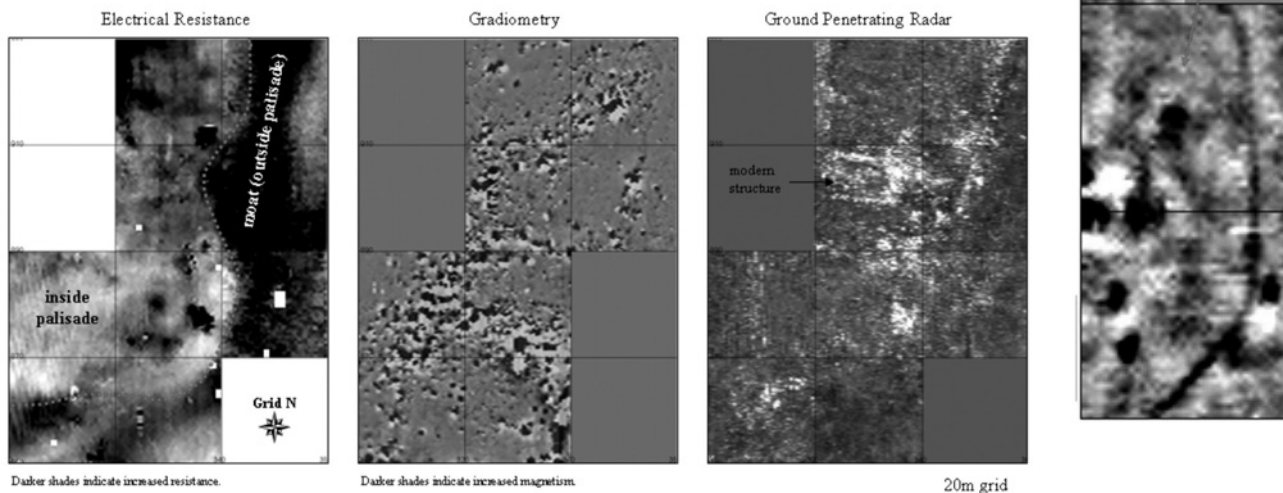 Electrical Resistance
Gradiometry
Ground Penetrating Radar
moat (outside palisade)
modern
structure
inside
palisade
Grid N
Darker shades indicate increased resistance.
Darker shades indicate increased magnetism.
20m grid